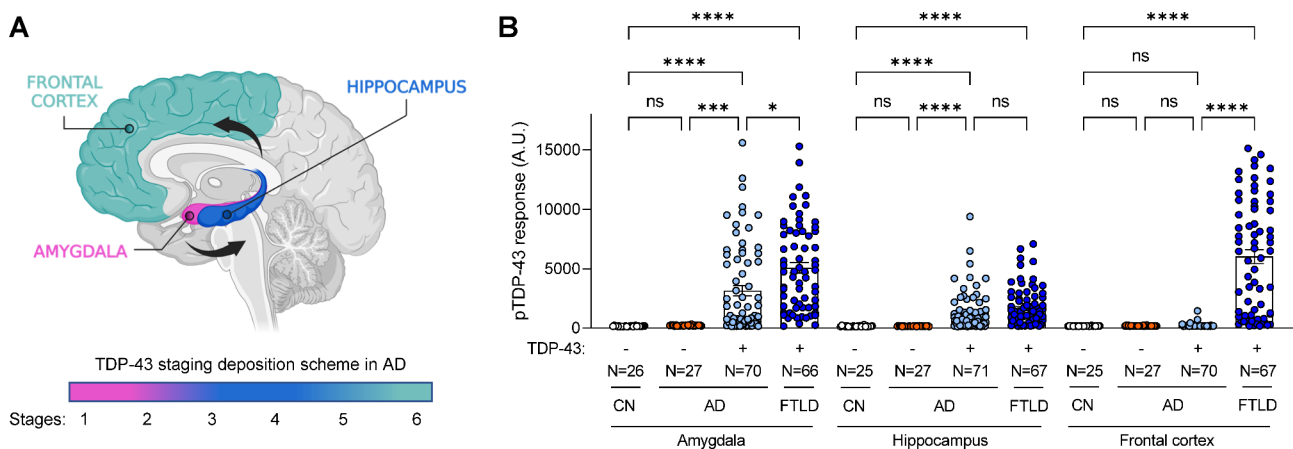 A
FRONTAL
CORTEX
HIPPOCAMPUS
AMYGDALA
TDP-43 staging deposition scheme in AD
Stages: 1 2 3 4 5 6
B
**** **** ****
**** **** ns
ns *** * ns **** ns ns ns ****
pTDP-43 response (A.U.)
15000
10000
5000
0
TDP-43: - - + + - - + + - - + +
N=26 N=27 N=70 N=66 N=25 N=27 N=71 N=67 N=25 N=27 N=70 N=67
CN AD FTLD CN AD FTLD CN AD FTLD
Amygdala Hippocampus Frontal cortex